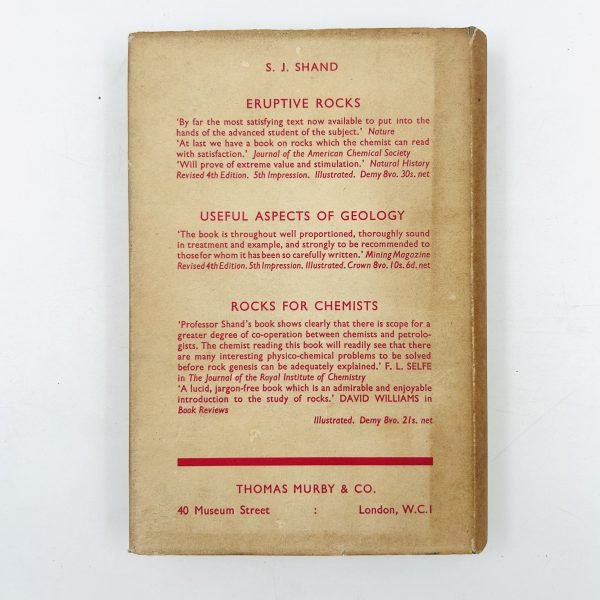 S. J. SHAND
ERUPTIVE ROCKS
'By far the most satisfying text now available to put into the
hands of the advanced student of the subject.' Nature
'At last we have a book on rocks which the chemist can read
with satisfaction.' Journal of the American Chemical Society
'Will prove of extreme value and stimulation.' Natural History
Revised 4th Edition. 5th Impression. Illustrated. Demy 8vo. 30s. net
USEFUL ASPECTS OF GEOLOGY
'The book is throughout well proportioned, thoroughly sound
in treatment and example, and strongly to be recommended to
those for whom it has been so carefully written.' Mining Magazine
Revised 4th Edition. 5th Impression. Illustrated. Crown 8vo. 10s. 6d. net
ROCKS FOR CHEMISTS
'Professor Shand's book shows clearly that there is scope for a
greater degree of co-operation between chemists and petrolo-
gists. The chemist reading this book will readily see that there
are many interesting physico-chemical problems to be solved
before rock genesis can be adequately explained.' F. L. SELFE
in The Journal of the Royal Institute of Chemistry
'A lucid, jargon-free book which is an admirable and enjoyable
introduction to the study of rocks.' DAVID WILLIAMS in
Book Reviews
Illustrated. Demy 8vo. 21s. net
THOMAS MURBY & CO.
40 Museum Street : London, W.C.1